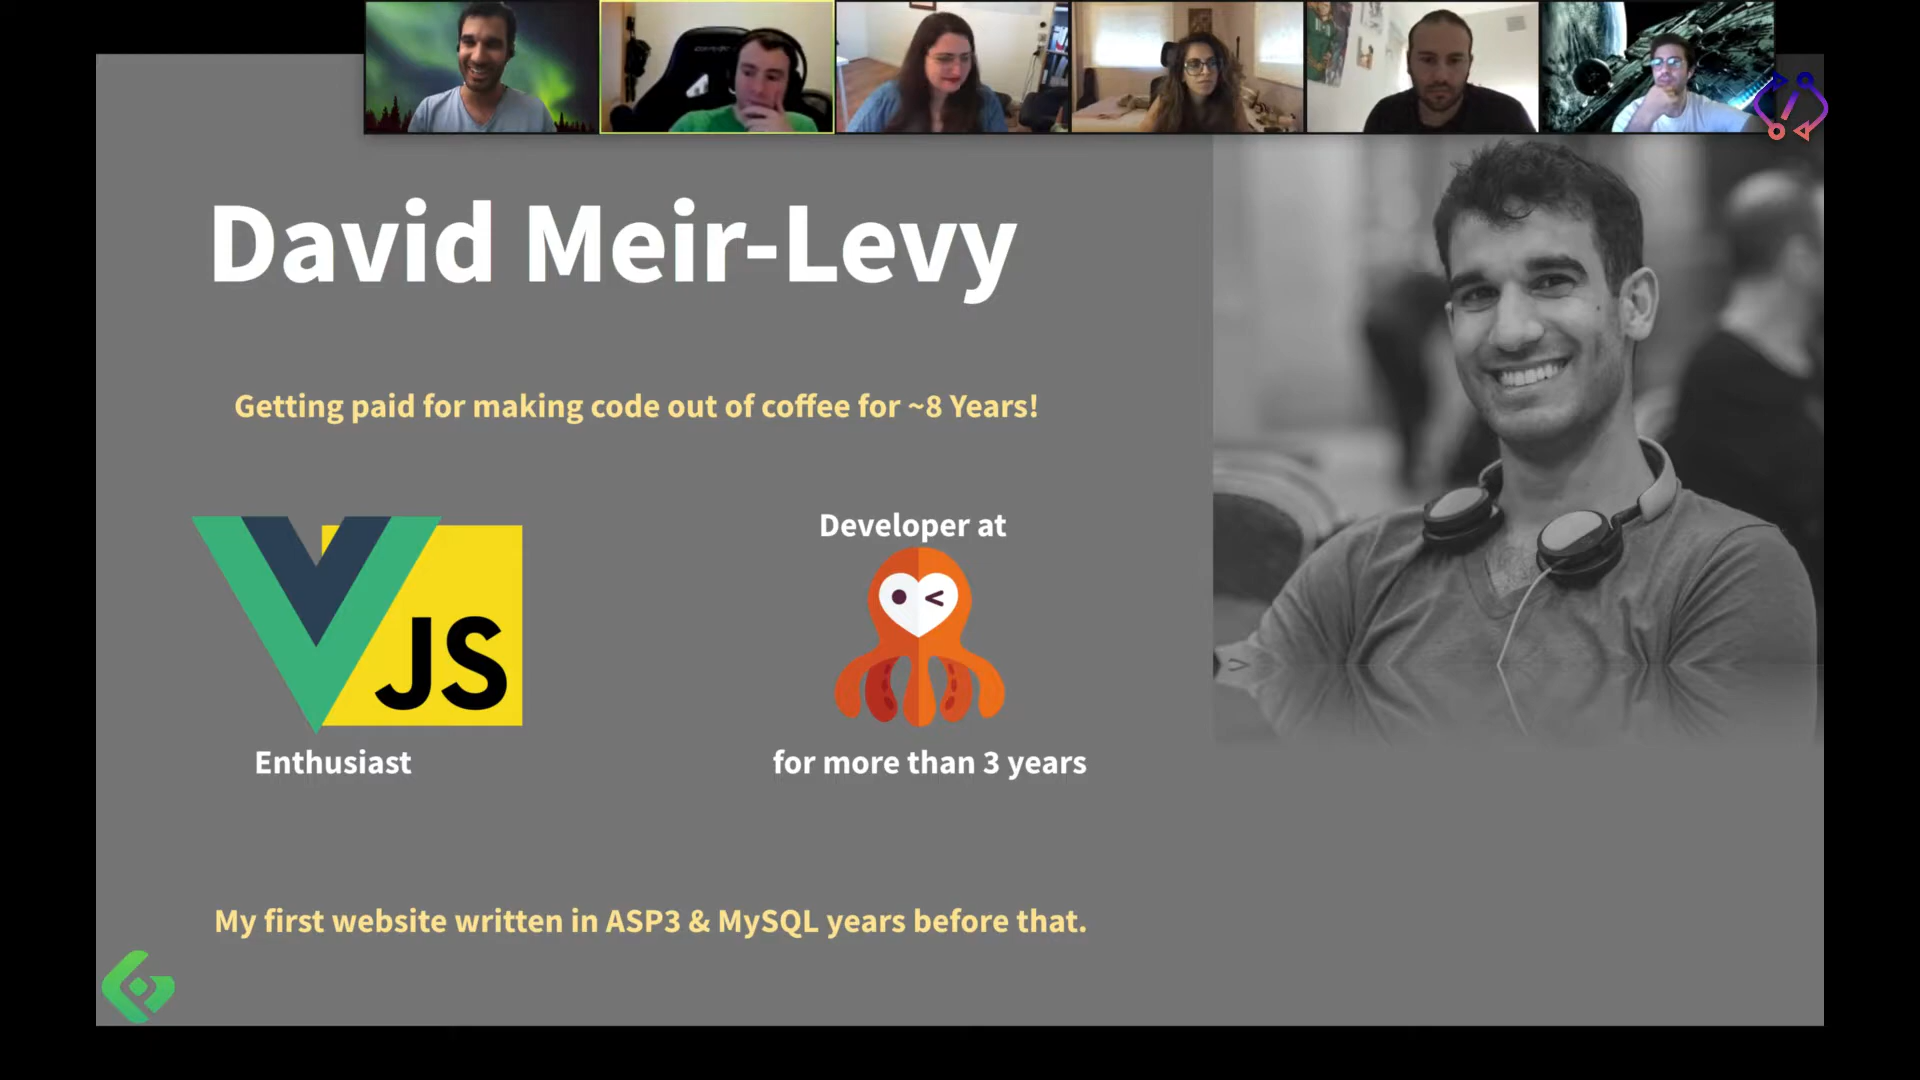 David Meir-Levy
Getting paid for making code out of coffee for ~8 Years!
JS
Enthusiast
Developer at
for more than 3 years
My first website written in ASP3 & MySQL years before that.